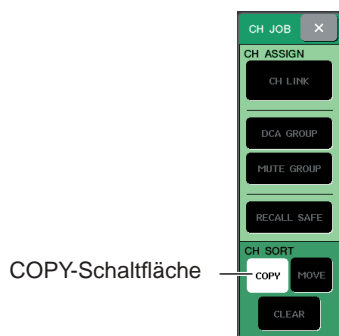 CH JOB ×
CH ASSIGN
CH LINK
DCA GROUP
MUTE GROUP
RECALL SAFE
CH SORT
COPY-Schaltfläche
COPY MOVE
CLEAR